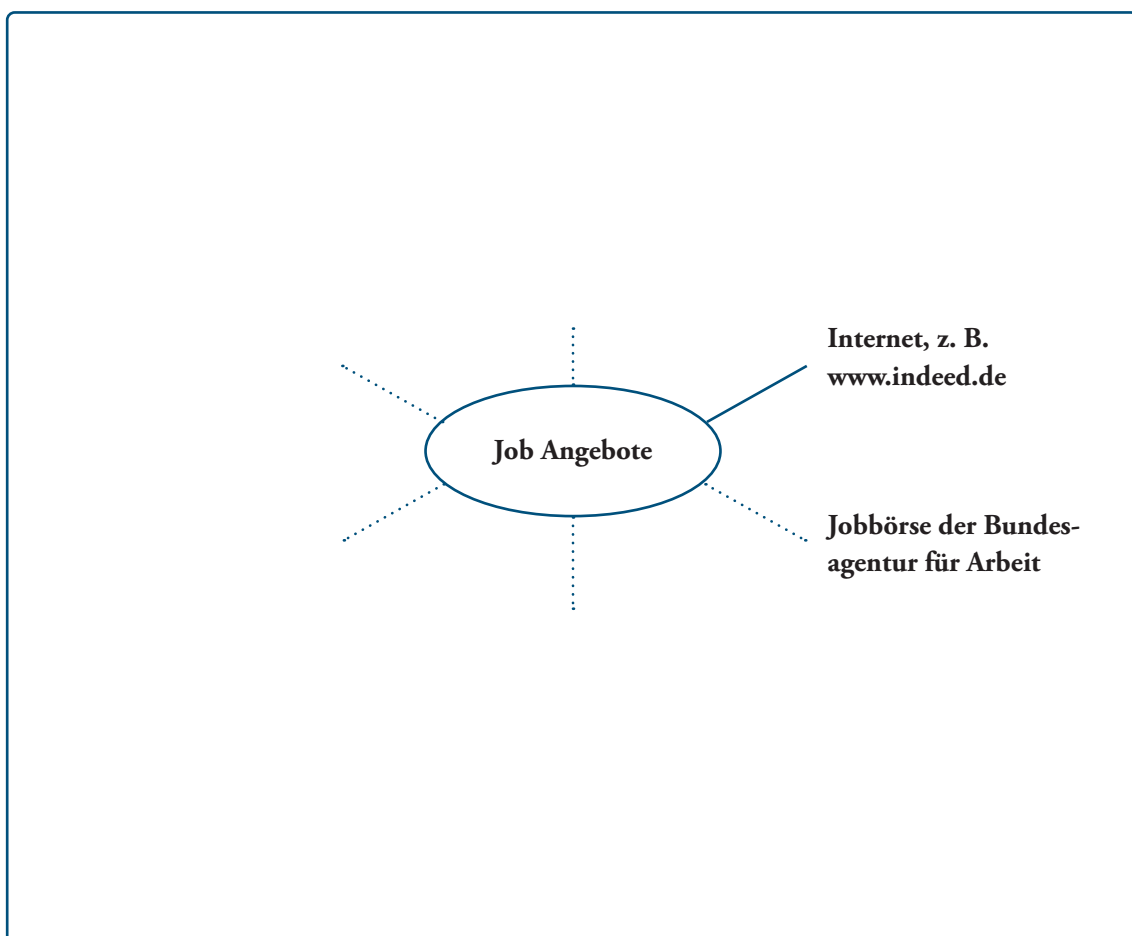 Internet, z. B.
www.indeed.de
Job Angebote
Jobbörse der Bundes-
agentur für Arbeit